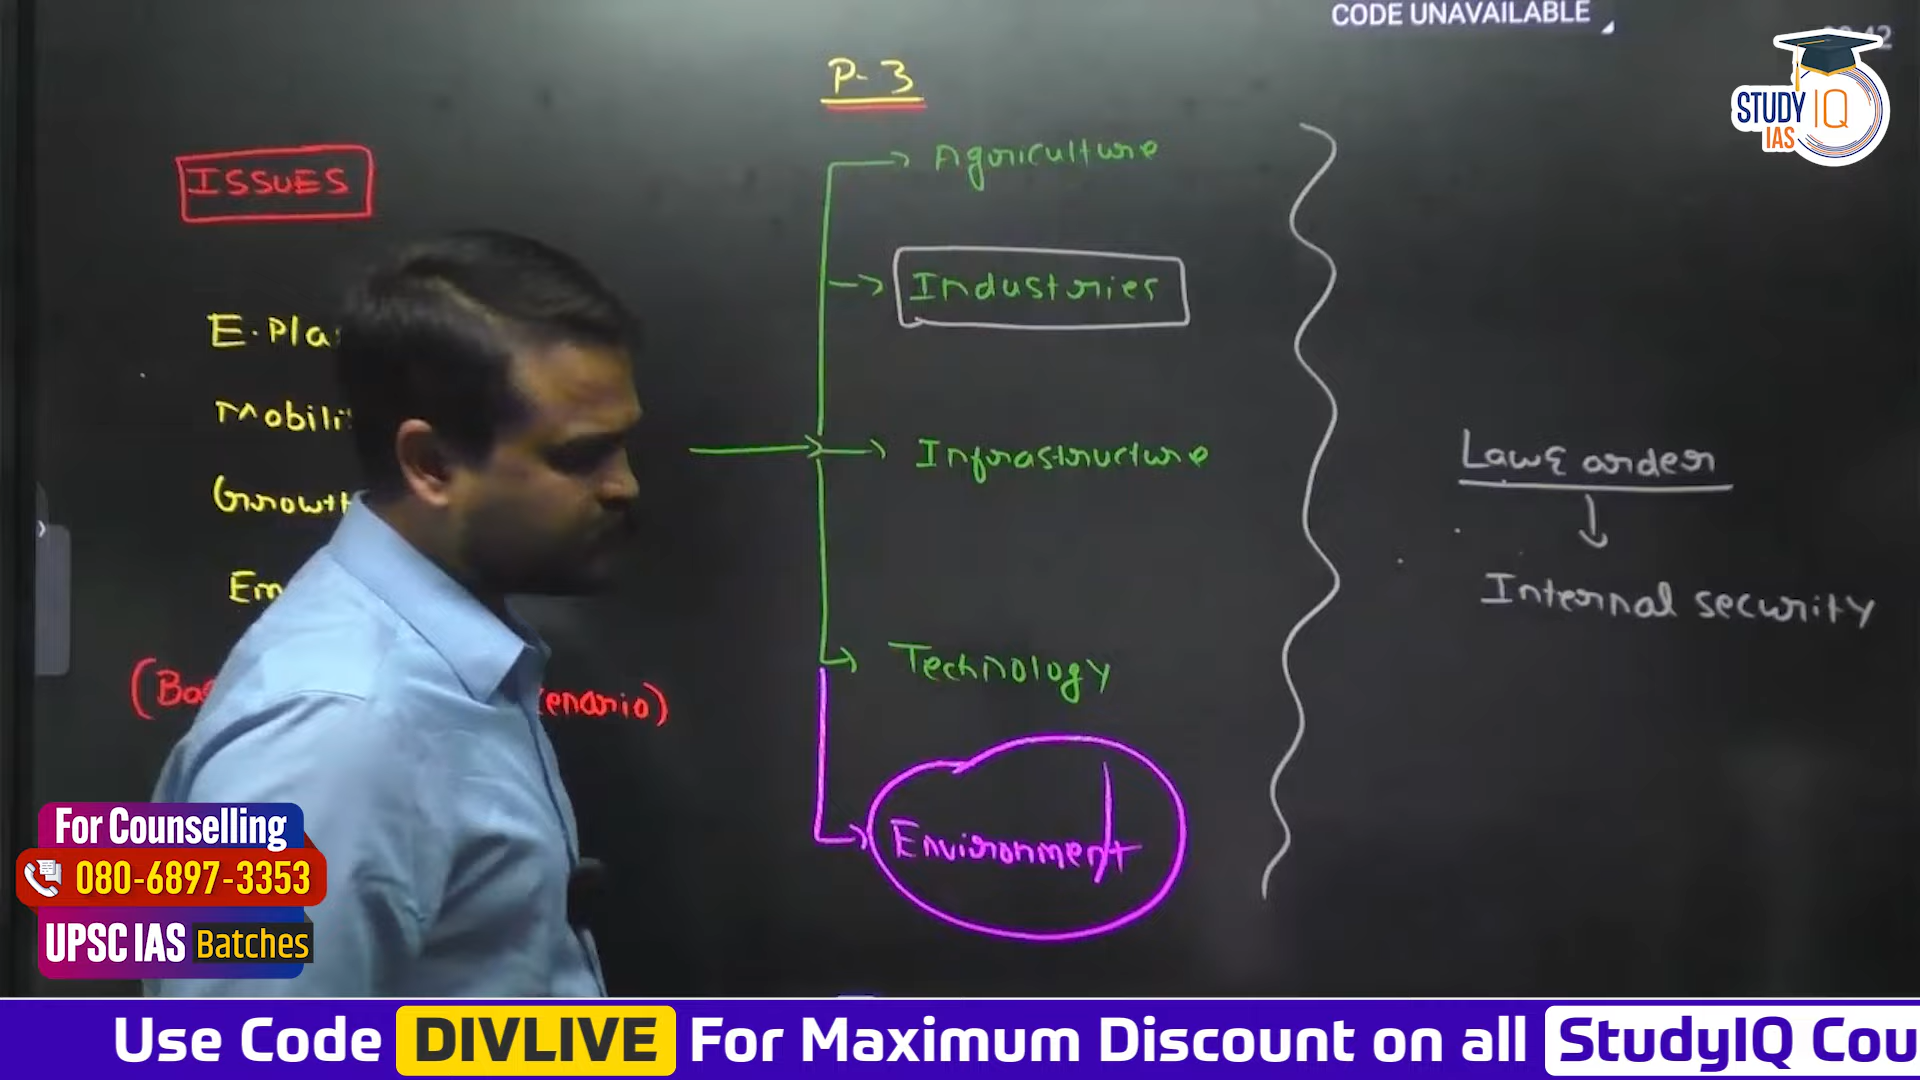 CODE UNAVAILABLE
STUDY IQ
IAS
P-3
ISSUES
Agriculture
Industries
E.Pla
Mobili
Growth
Infrastructure
Law & order
Internal security
Em
Technology
(Ba
enario)
Environment
For Counselling
080-6897-3353
UPSC IAS Batches
Use Code DIVLIVE For Maximum Discount on all StudyIQ Cou